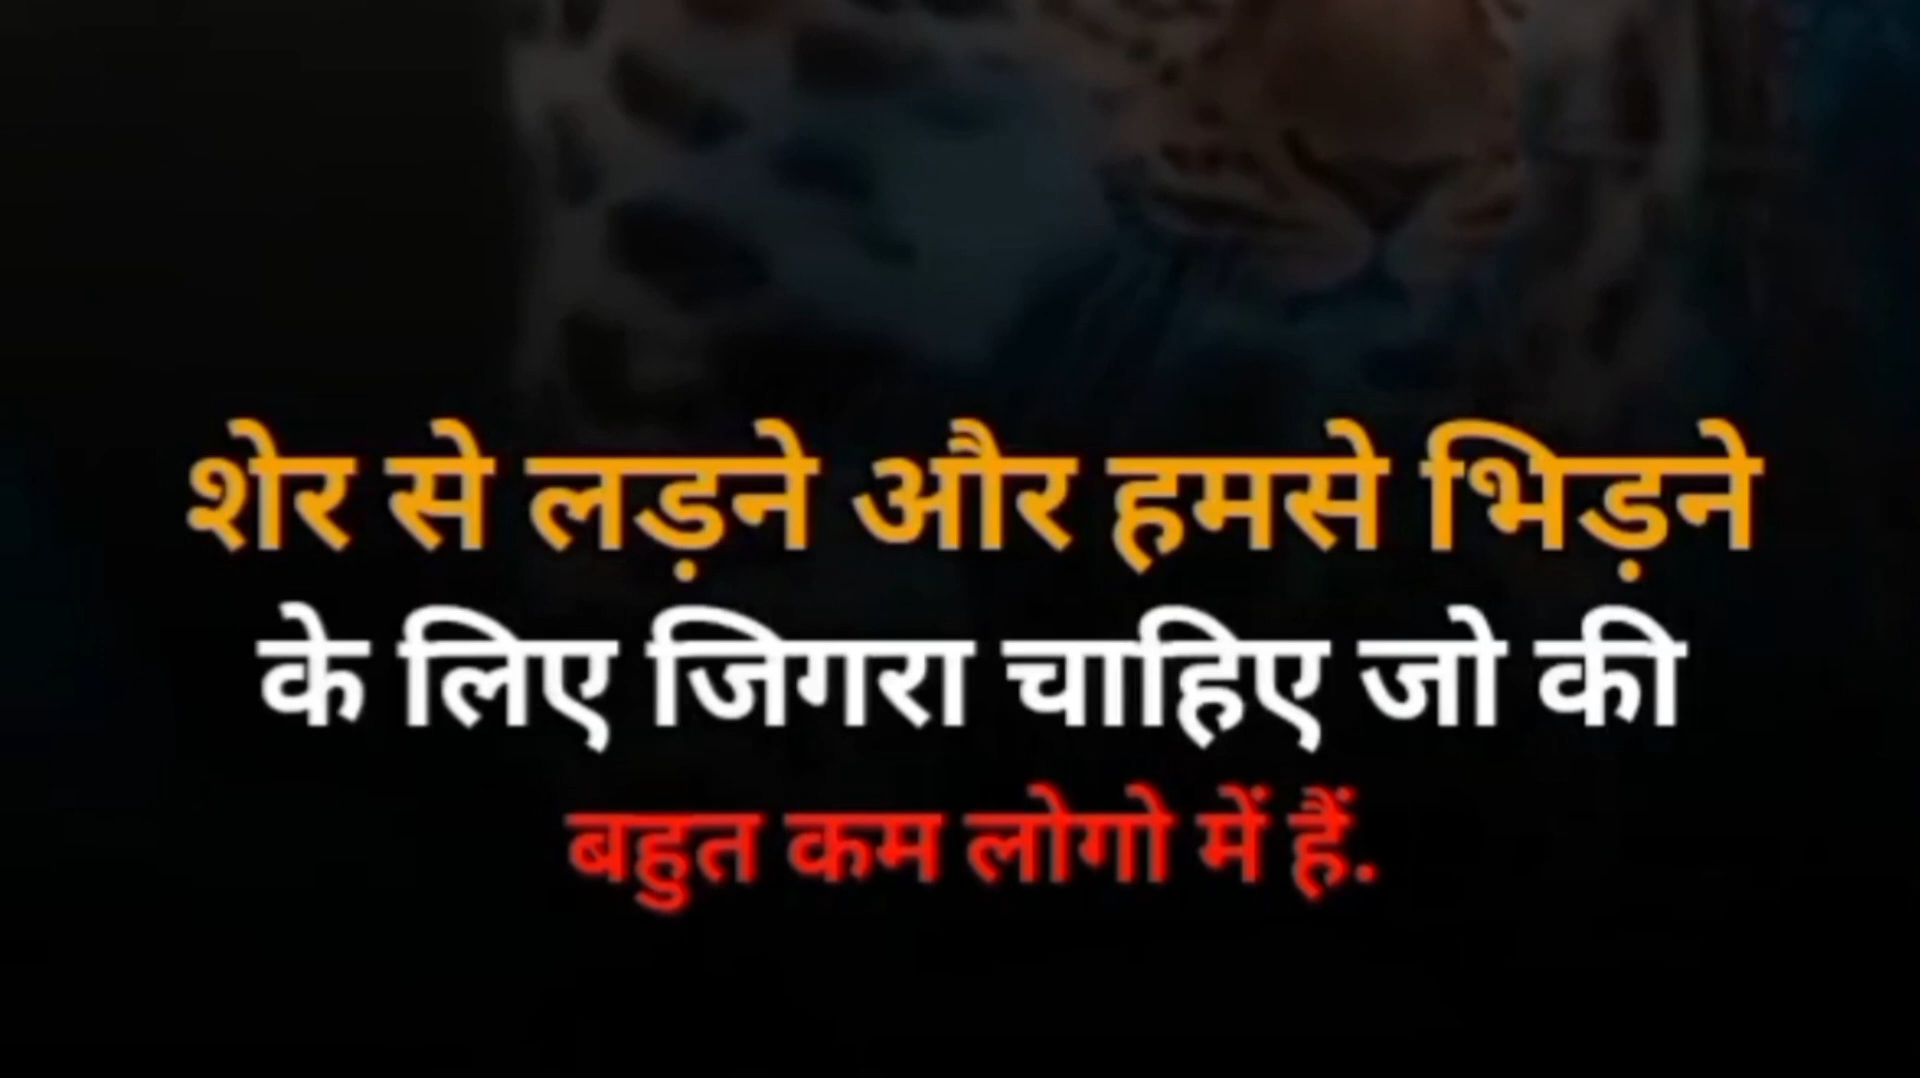 शेर से लड़ने और हमसे भिड़ने
के लिए जिगरा चाहिए जो की
बहुत कम लोगो में हैं.